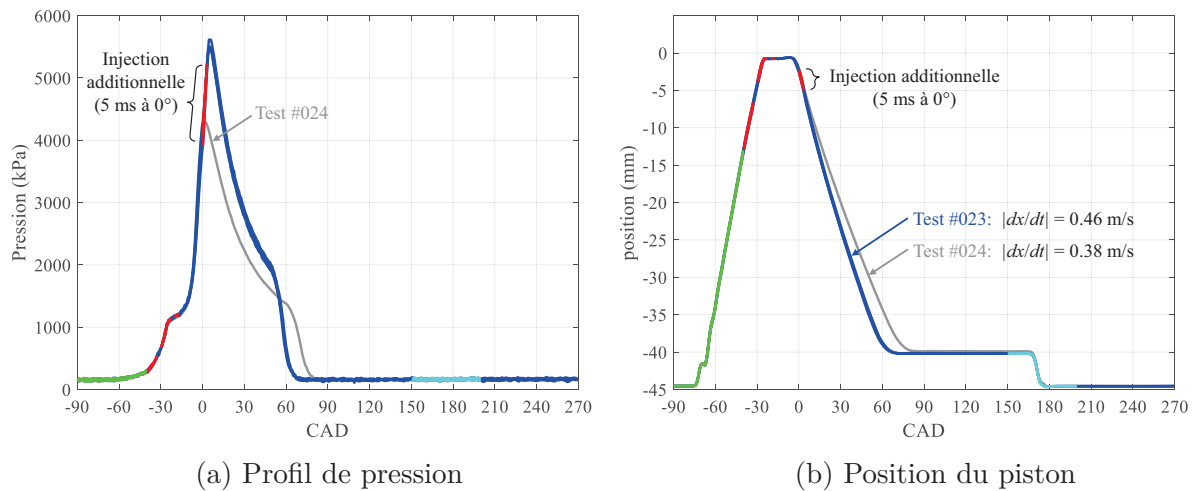 6000
5000
4000
3000
2000
1000
0
Pression (kPa)
Injection
additionnelle
(5 ms à 0°)
Test #024
-90 -60 -30 0 30 60 90 120 150 180 210 240 270
CAD
(a) Profil de pression
0
-5
-10
-15
-20
-25
-30
-35
-40
-45
position (mm)
Injection additionnelle
(5 ms à 0°)
Test #023: |dx/dt| = 0.46 m/s
Test #024: |dx/dt| = 0.38 m/s
-90 -60 -30 0 30 60 90 120 150 180 210 240 270
CAD
(b) Position du piston